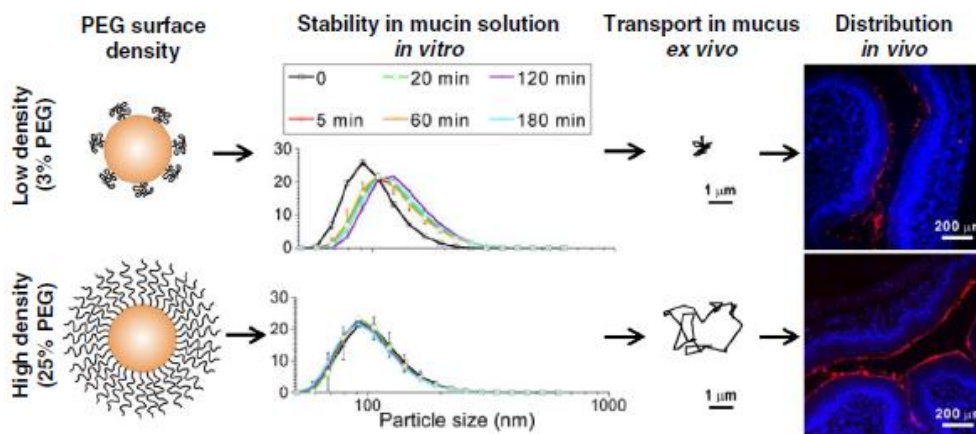 PEG surface
density
Stability in mucin solution
in vitro
Transport in mucus
ex vivo
Distribution
in vivo
0
20 min
120 min
5 min
60 min
180 min
Low density
(3% PEG)
30
20
10
0
1 μm
200 μm
High density
(25% PEG)
30
20
10
0
100
1000
Particle size (nm)
1 μm
200 μm